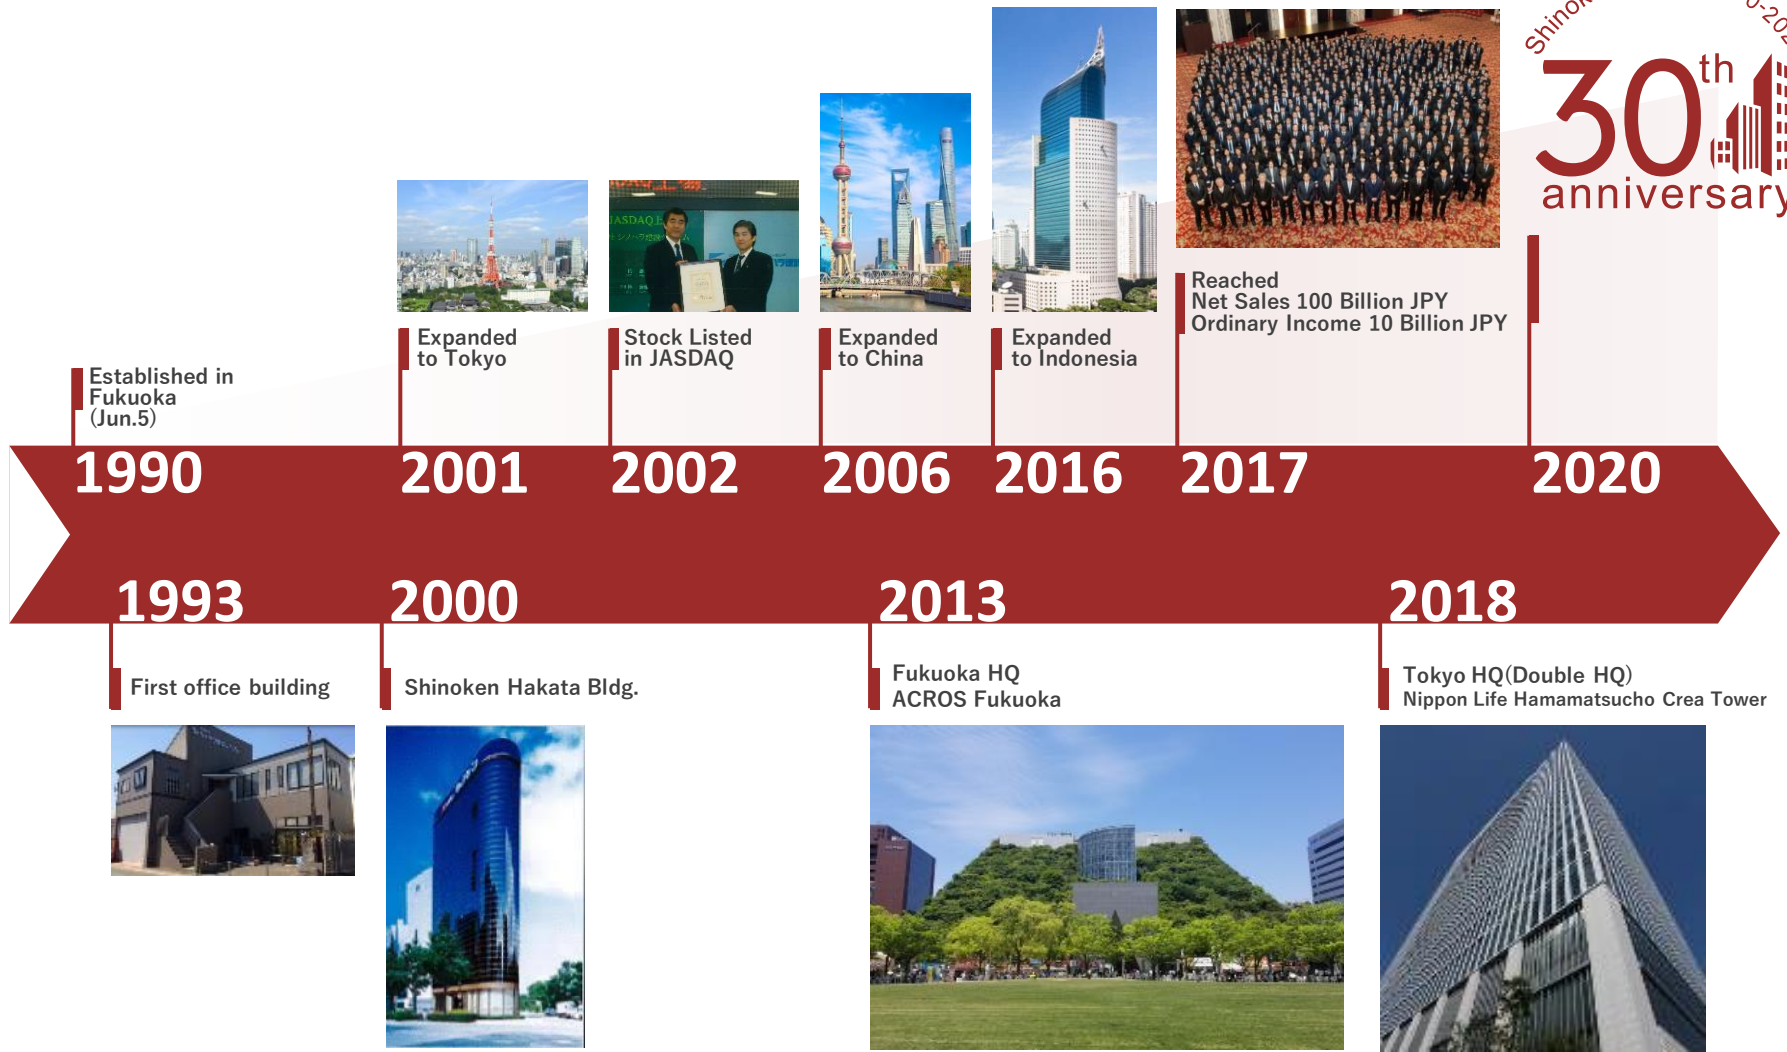 Shinok
0-202
30th
anniversary
Established in
Fukuoka
(Jun.5)
Expanded
to Tokyo
Stock Listed
in JASDAQ
Expanded
to China
Expanded
to Indonesia
Reached
Net Sales 100 Billion JPY
Ordinary Income 10 Billion JPY
1990
2001
2002
2006
2016
2017
2020
1993
2000
2013
2018
First office building
Shinoken Hakata Bldg.
Fukuoka HQ
ACROS Fukuoka
Tokyo HQ(Double HQ)
Nippon Life Hamamatsucho Crea Tower